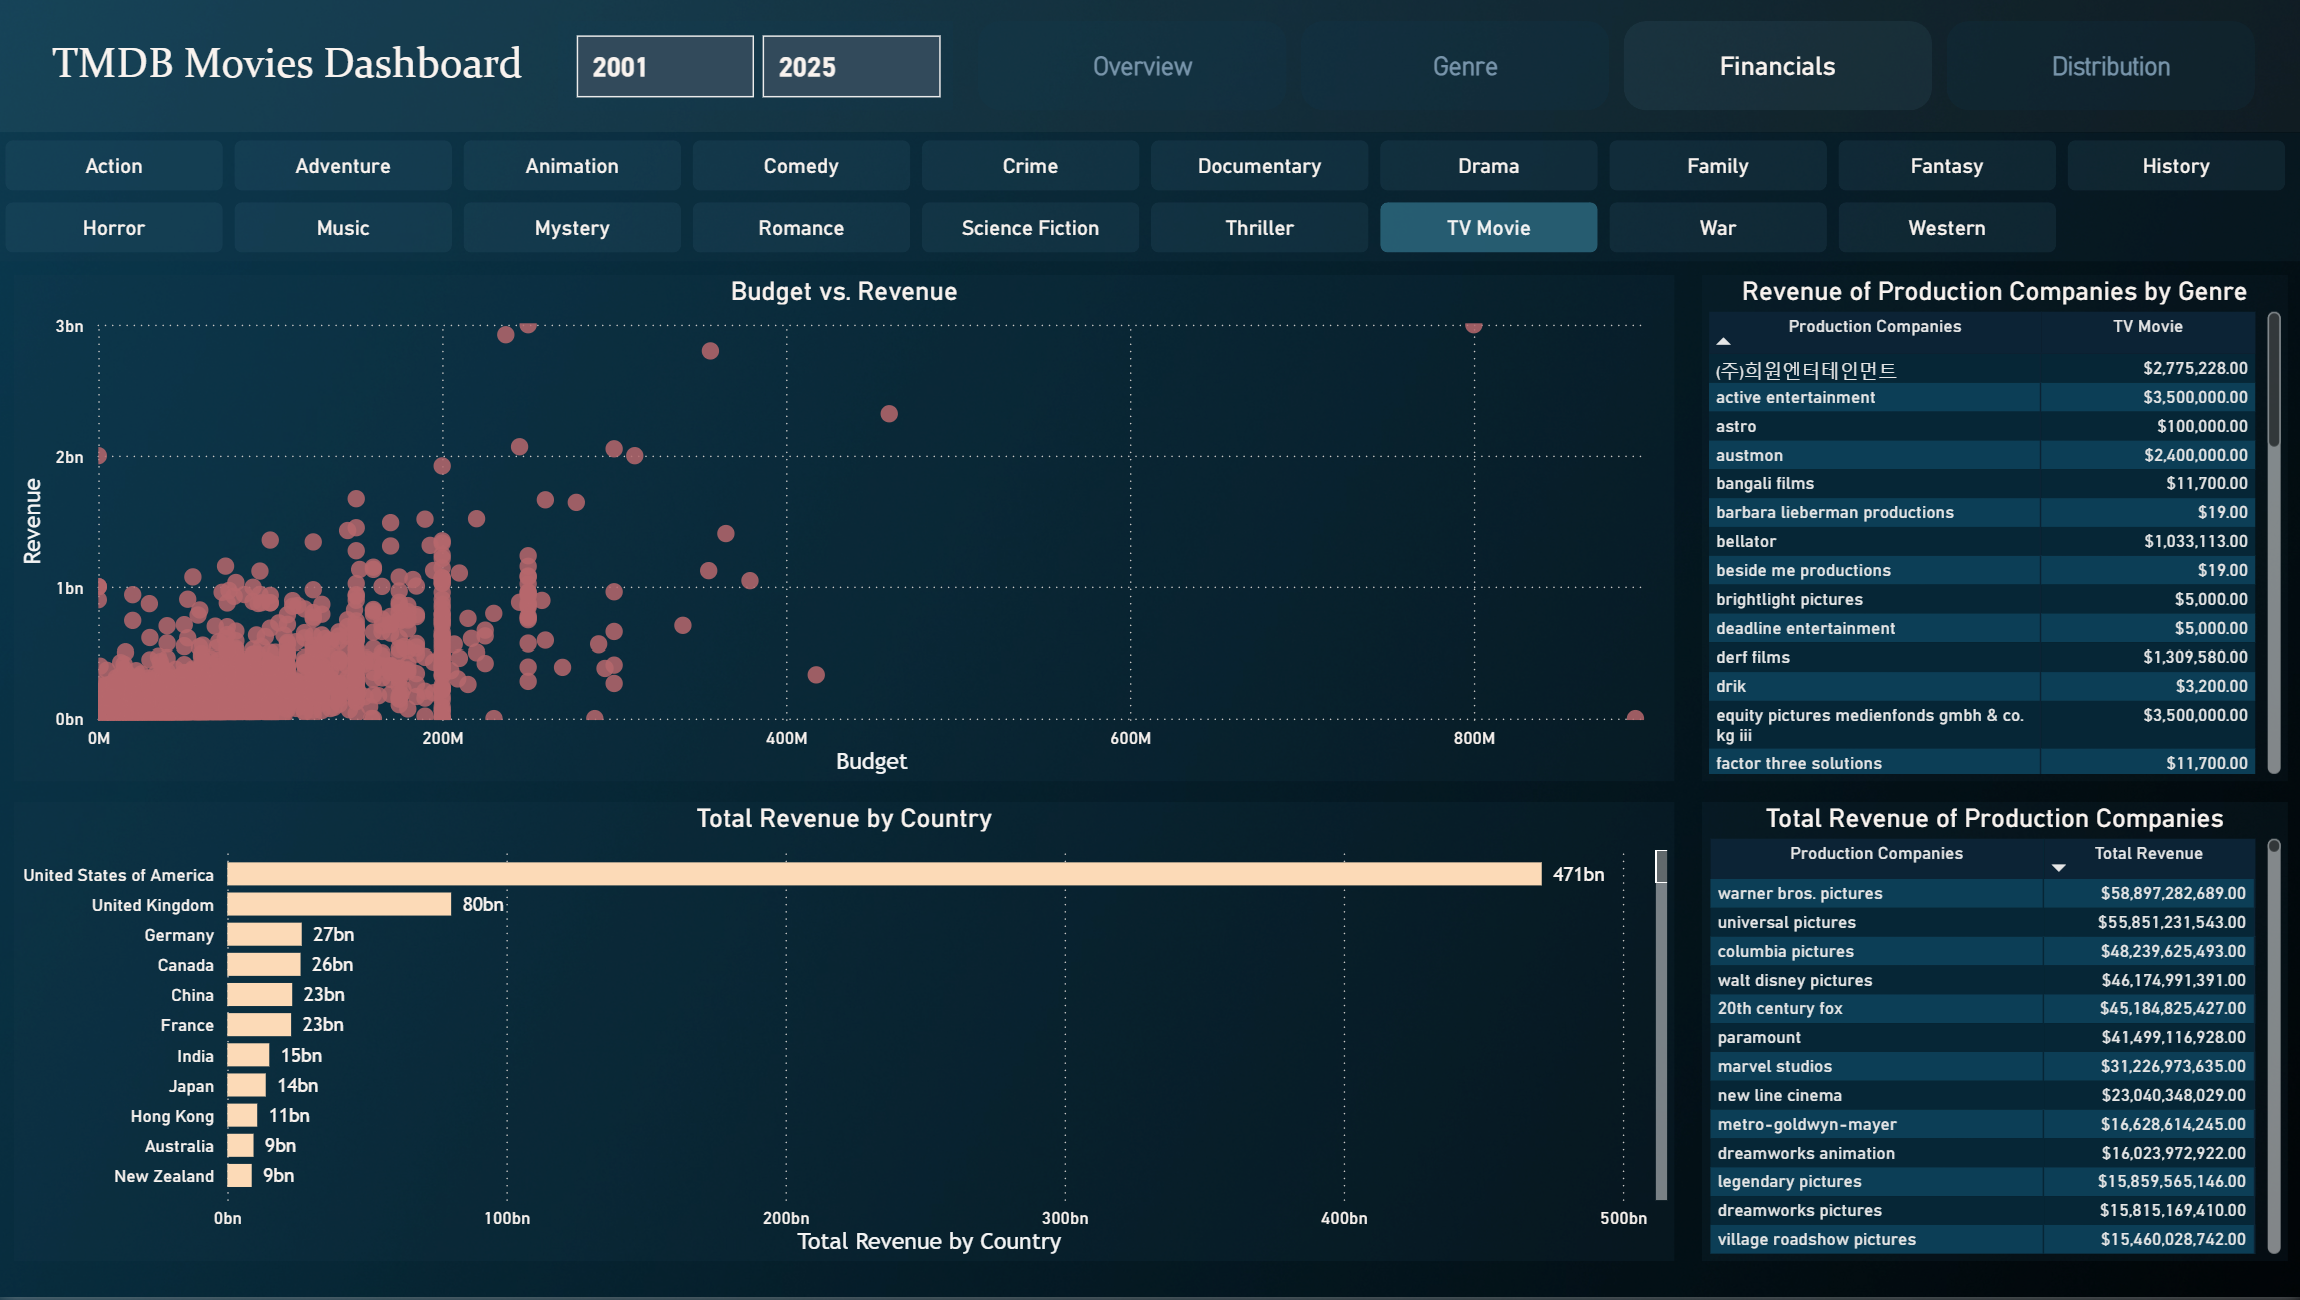 TMDB Movies Dashboard
2001
2025
Overview
Genre
Financials
Distribution
Action
Adventure
Animation
Comedy
Crime
Documentary
Drama
Family
Fantasy
History
Horror
Music
Mystery
Romance
Science Fiction
Thriller
TV Movie
War
Western
Budget vs. Revenue
Revenue
3bn
2bn
1bn
0bn
0M
200M
400M
600M
800M
Budget
Revenue of Production Companies by Genre
Production Companies TV Movie
(주)희원엔터테인먼트 $2,775,228.00
active entertainment $3,500,000.00
astro $100,000.00
austmon $2,400,000.00
bangali films $11,700.00
barbara lieberman productions $19.00
bellator $1,033,113.00
beside me productions $19.00
brightlight pictures $5,000.00
deadline entertainment $5,000.00
derf films $1,309,580.00
drik $3,200.00
equity pictures medienfonds gmbh & co. $3,500,000.00
kg iii
factor three solutions $11,700.00
Total Revenue by Country
United States of America 471bn
United Kingdom 80bn
Germany 27bn
Canada 26bn
China 23bn
France 23bn
India 15bn
Japan 14bn
Hong Kong 11bn
Australia 9bn
New Zealand 9bn
0bn
100bn
200bn
300bn
400bn
500bn
Total Revenue by Country
Total Revenue of Production Companies
Production Companies Total Revenue
warner bros. pictures $58,897,282,689.00
universal pictures $55,851,231,543.00
columbia pictures $48,239,625,493.00
walt disney pictures $46,174,991,391.00
20th century fox $45,184,825,427.00
paramount $41,499,116,928.00
marvel studios $31,226,973,635.00
new line cinema $23,040,348,029.00
metro-goldwyn-mayer $16,628,614,245.00
dreamworks animation $16,023,972,922.00
legendary pictures $15,859,565,146.00
dreamworks pictures $15,815,169,410.00
village roadshow pictures $15,460,028,742.00